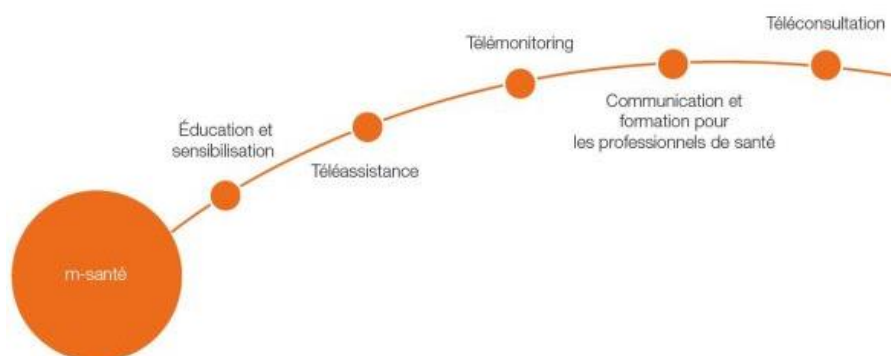 Téléconsultation
Télémonitoring
Communication et
formation pour
les professionnels de santé
Éducation et
sensibilisation
Téléassistance
m-santé